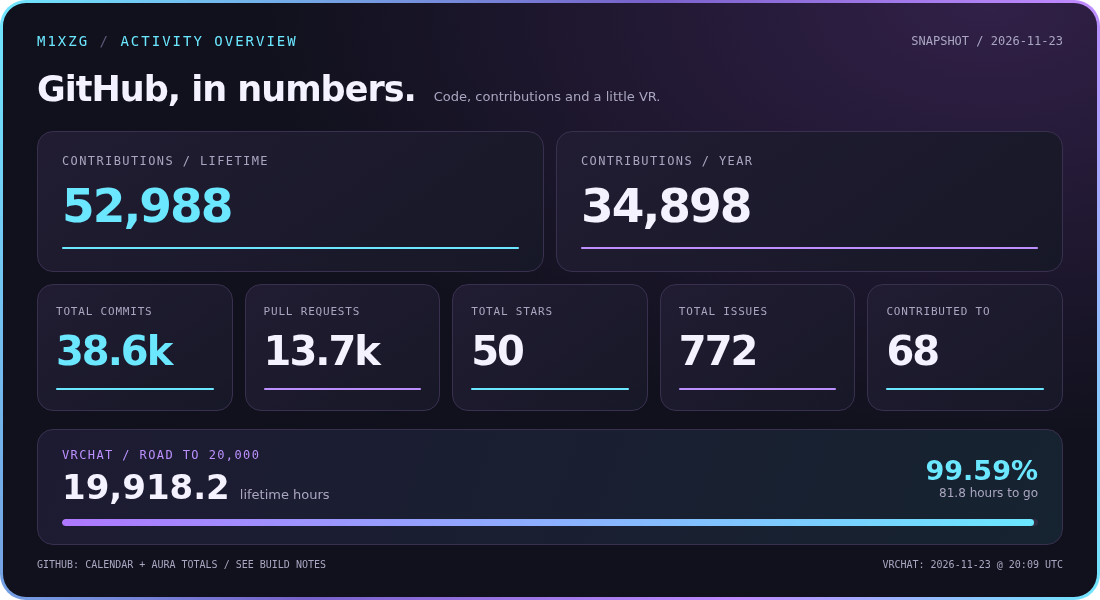 M1XZG / ACTIVITY OVERVIEW
SNAPSHOT / 2026-11-23
GitHub, in numbers. Code, contributions and a little VR.
CONTRIBUTIONS / LIFETIME
52,988
CONTRIBUTIONS / YEAR
34,898
TOTAL COMMITS
38.6k
PULL REQUESTS
13.7k
TOTAL STARS
50
TOTAL ISSUES
772
CONTRIBUTED TO
68
VRCHAT / ROAD TO 20,000
19,918.2 lifetime hours
99.59%
81.8 hours to go
GITHUB: CALENDAR + AURA TOTALS / SEE BUILD NOTES
VRCHAT: 2026-11-23 @ 20:09 UTC